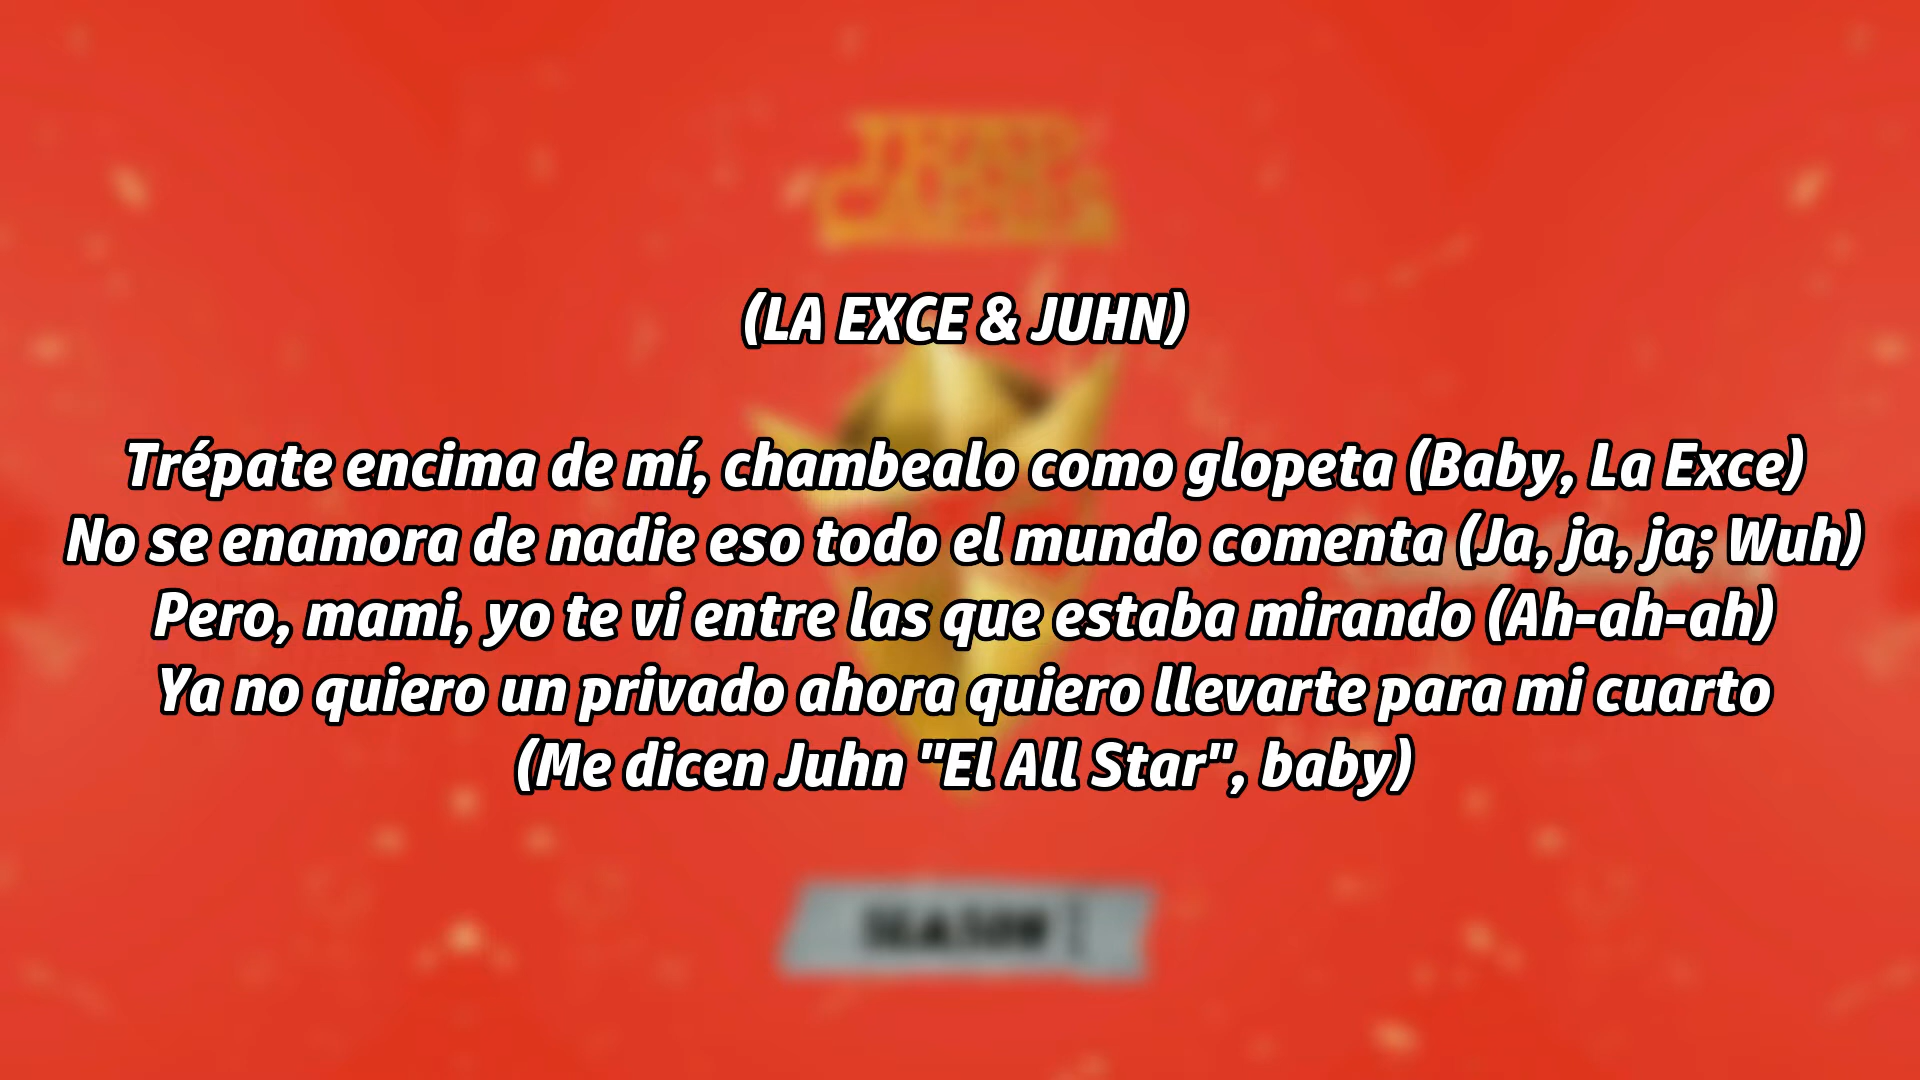 TRAP
CAPOS
(LA EXCE & JUHN)
Trépate encima de mí, chambealo como glopeta (Baby, La Exce)
No se enamora de nadie eso todo el mundo comenta (Ja, ja, ja; Wuh)
Pero, mami, yo te vi entre las que estaba mirando (Ah-ah-ah)
Ya no quiero un privado ahora quiero llevarte para mi cuarto
(Me dicen Juhn "El All Star", baby)
SEASON